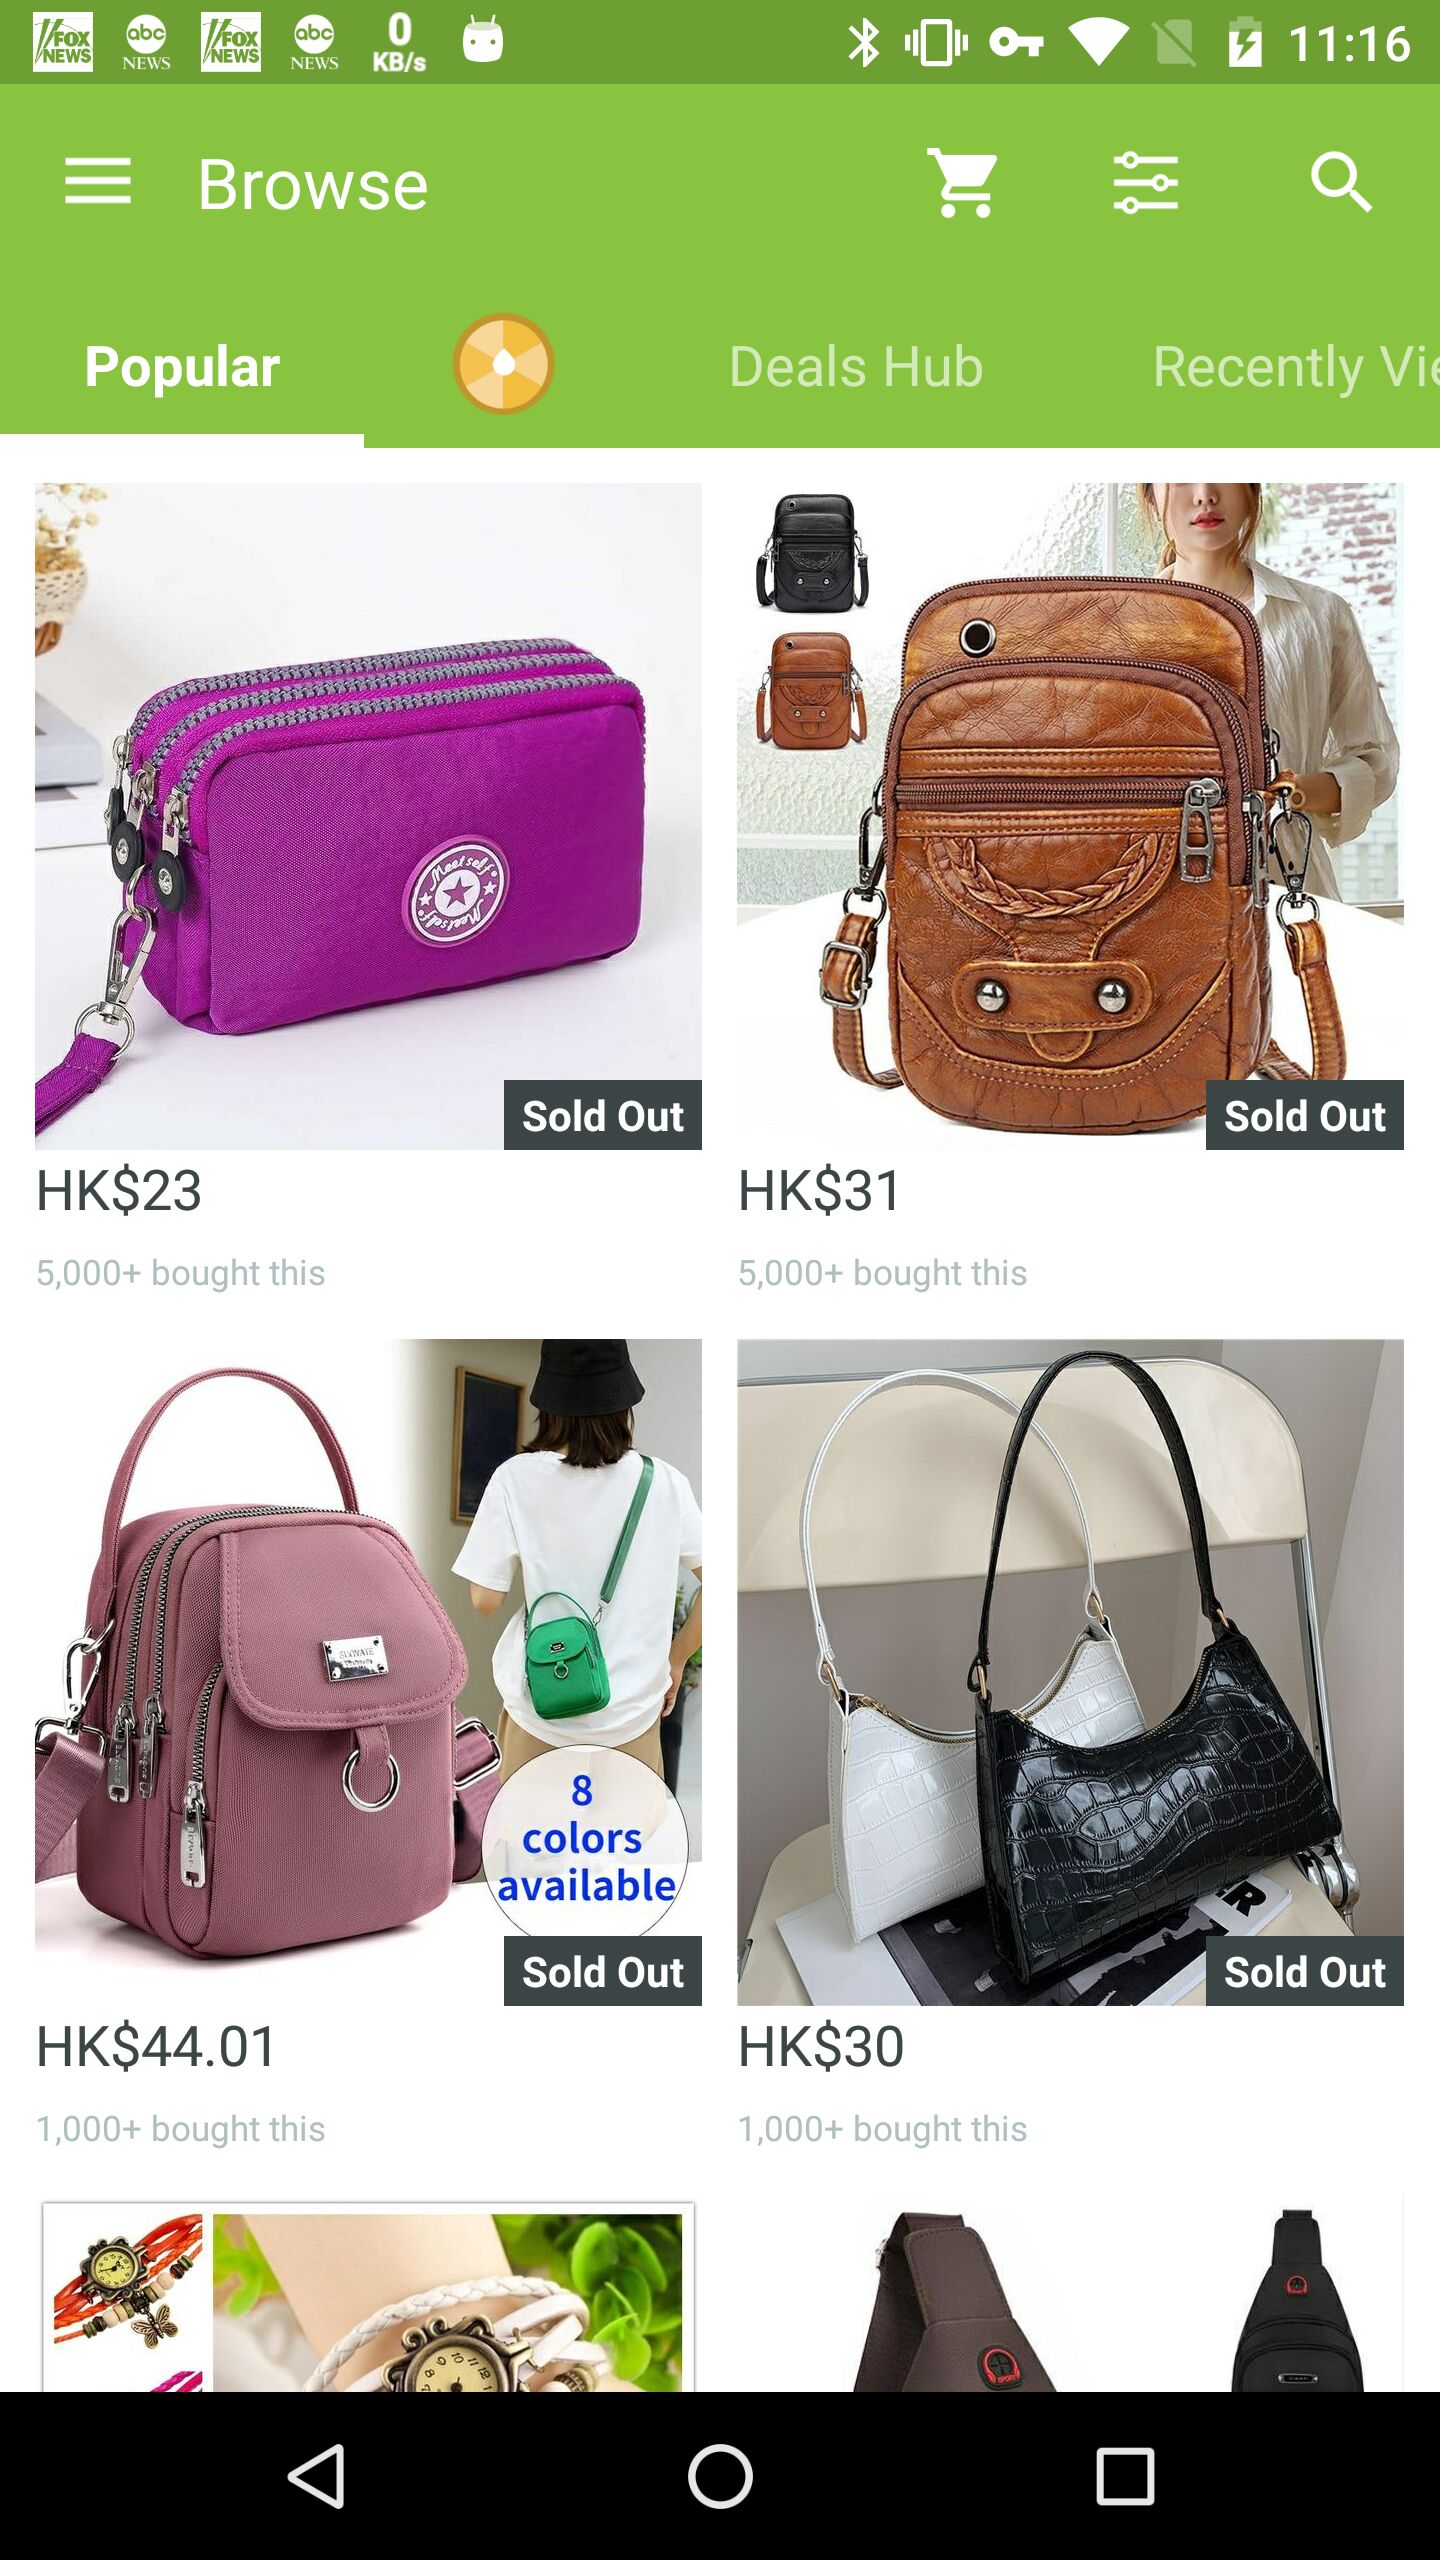 FOX
NEWS
abc
NEWS
FOX
NEWS
abc
NEWS
0
KB/s
11:16
Browse
Popular
Deals Hub
Recently Vie
Meetself
Meetself
Sold Out
Sold Out
HK$23
HK$31
5,000+ bought this
5,000+ bought this
8
colors
available
Sold Out
Sold Out
HK$44.01
HK$30
1,000+ bought this
1,000+ bought this